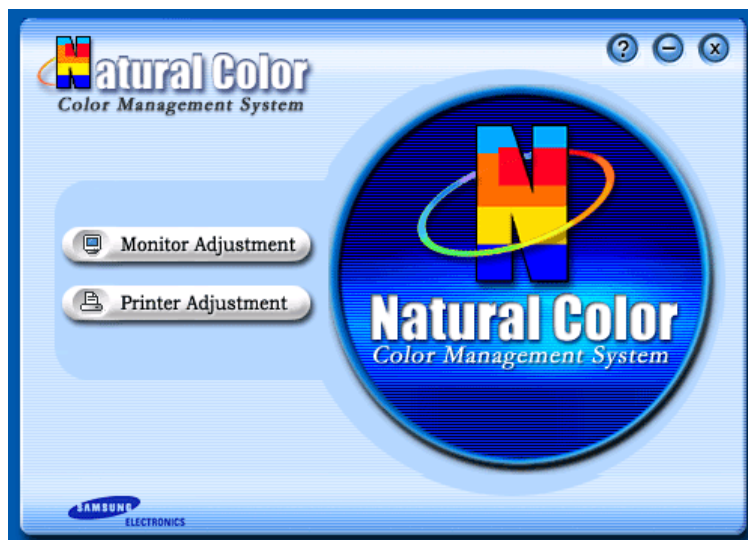 Natural Color
Color Management System
?
Monitor Adjustment
Printer Adjustment
N
Natural Color
Color Management System
SAMSUNG
ELECTRONICS